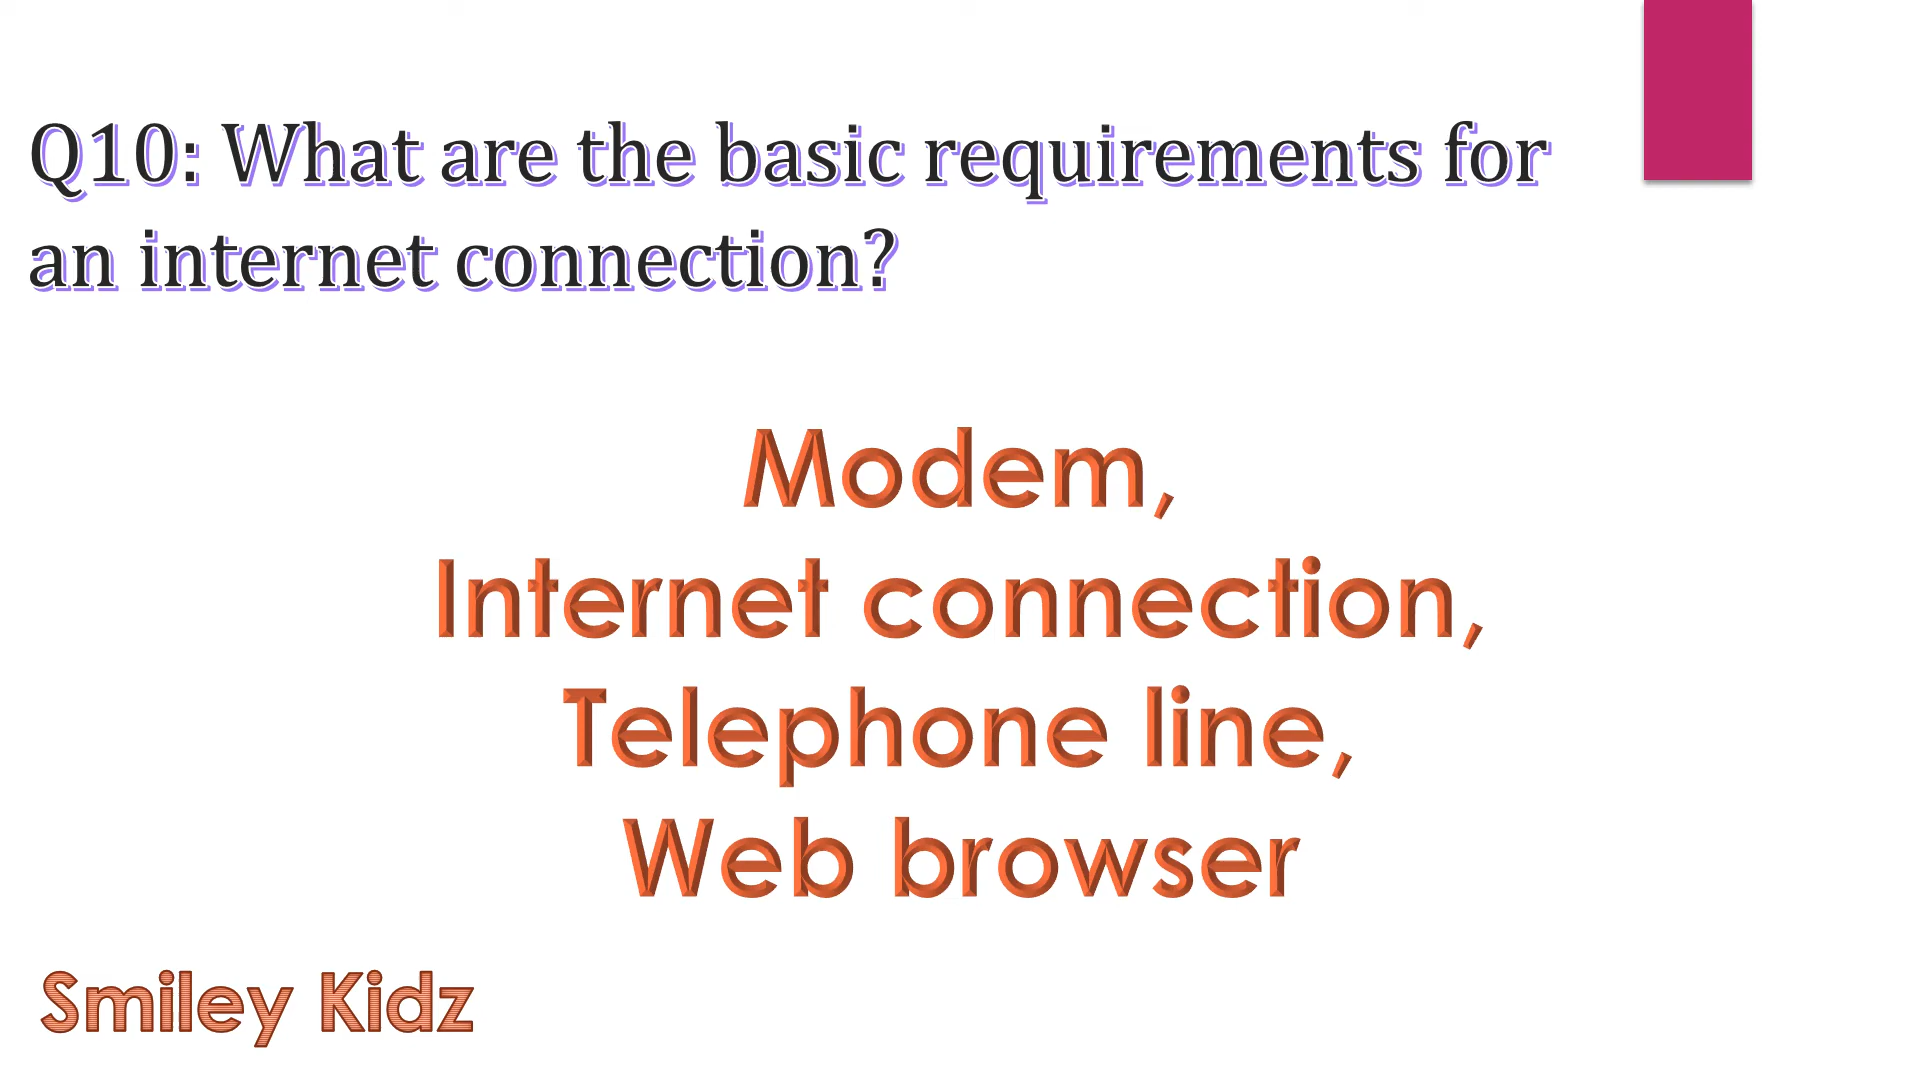 Q10: What are the basic requirements for
an internet connection?
Modem,
Internet connection,
Telephone line,
Web browser
Smiley Kidz